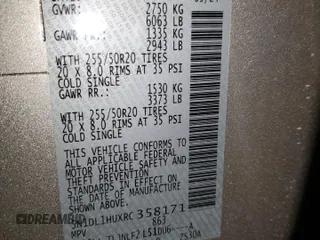 GVWR: 2750 KG
6063 LB
GAWR FR.: 1335 KG
2943 LB
WITH 255/50R20 TIRES
20 X 8.0 RIMS AT 35 PSI
COLD SINGLE
GAWR RR.: 1530 KG
3373 LB
WITH 255/50R20 TIRES
20 X 8.0 RIMS AT 35 PSI
COLD SINGLE
THIS VEHICLE CONFORMS TO
ALL APPLICABLE FEDERAL
MOTOR VEHICLE SAFETY AND
THEFT PREVENTION
STANDARDS IN EFFECT ON
THE DATE OF MANUFACTURE
SHOWN ABOVE.
5N1DL1HUXRC 358171
MPV
DREAMBID